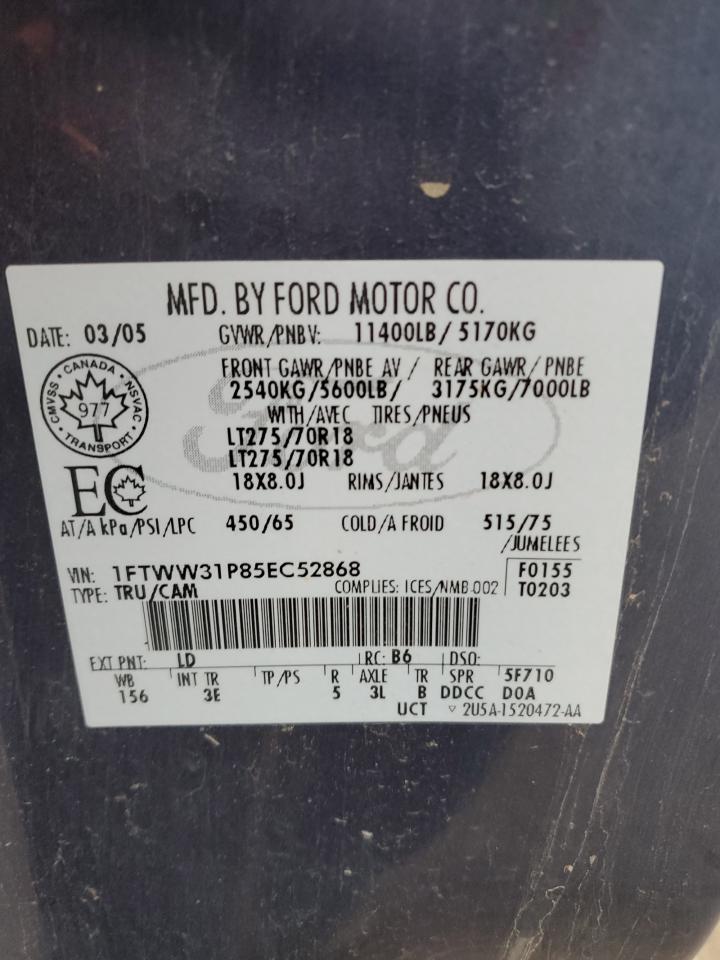 MFD. BY FORD MOTOR CO.
DATE: 03/05 GVWR/PNBV: 11400LB/ 5170KG
FRONT GAWR/PNBE AV / REAR GAWR/ PNBE
2540KG/5600LB/ 3175KG/7000LB
WITH/AVEC TIRES/PNEUS
LT275/70R18
LT275/70R18
18X8.0J RIMS/JANTES 18X8.0J
AT/A kPa/PSI/LPC 450/65 COLD/A FROID 515/75
/JUMELEES
CANADA
CMVSS 977 NSVAC
TRANSPORT
EC
Ford
VIN: 1FTWW31P85EC52868 F0155
TYPE: TRU/CAM COMPLIES: ICES/NMB-002 T0203
EXT PNT: LD RC: B6 DSO:
WB INT TR TP/PS R AXLE TR SPR 5F710
156 3E 5 3L B DDCC D0A
UCT ▽ 2U5A-1520472-AA